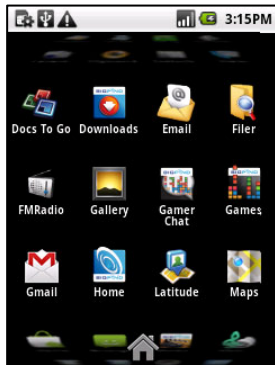 3:15PM
Docs To Go Downloads Email Filer
FMRadio Gallery Gamer Chat Games
Gmail Home Latitude Maps